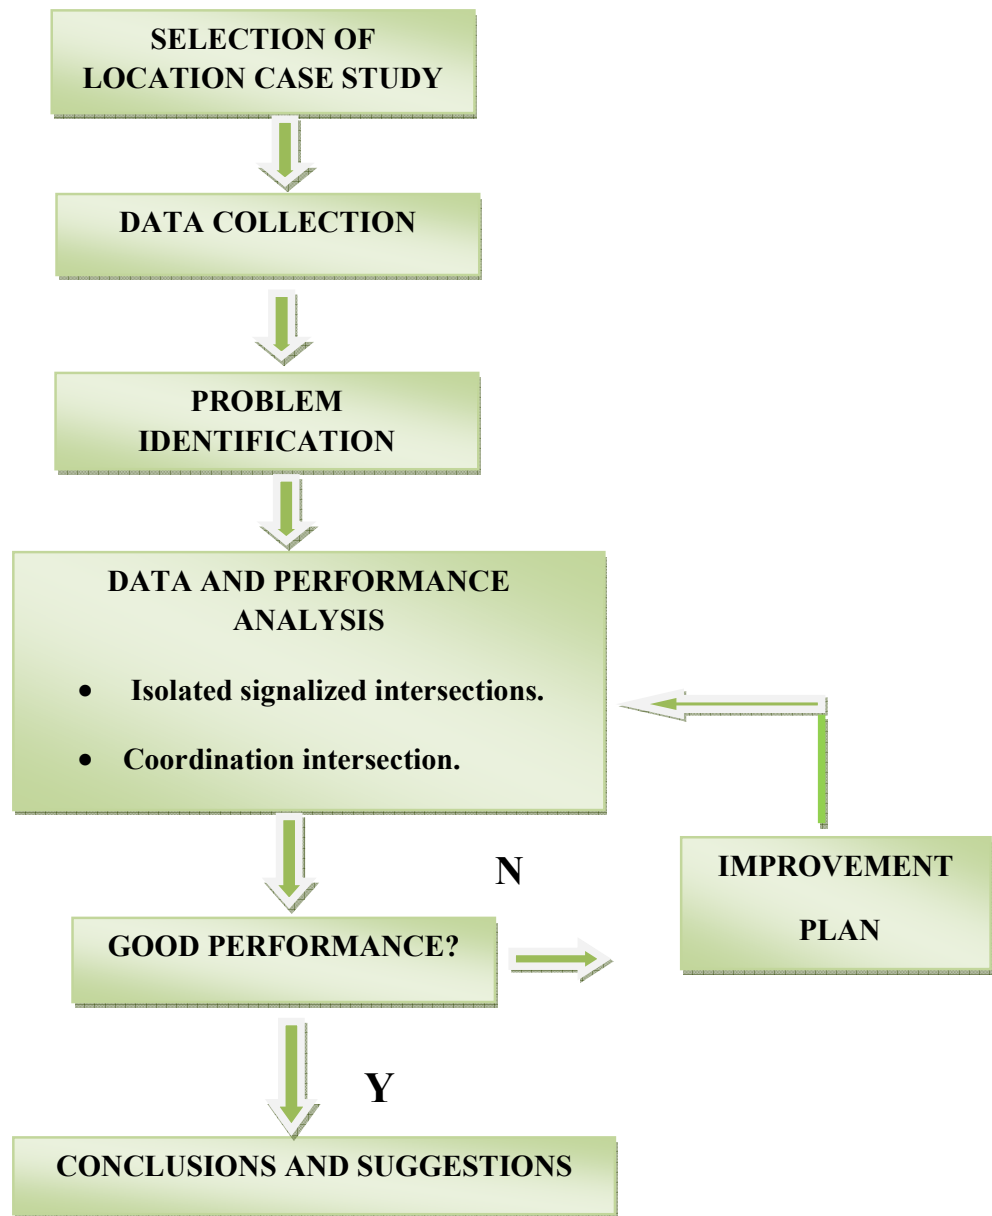 SELECTION OF
LOCATION CASE STUDY
DATA COLLECTION
PROBLEM
IDENTIFICATION
DATA AND PERFORMANCE
ANALYSIS
• Isolated signalized intersections.
• Coordination intersection.
N
IMPROVEMENT
PLAN
GOOD PERFORMANCE?
Y
CONCLUSIONS AND SUGGESTIONS